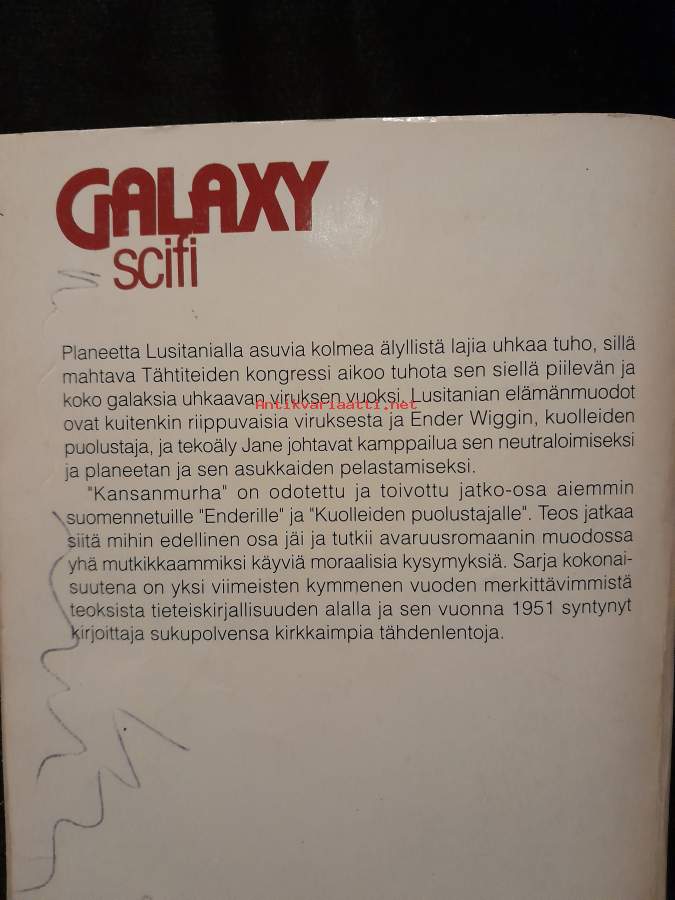 GALAXY
scifi
Planeetta Lusitanialla asuvia kolmea älyllistä lajia uhkaa tuho, sillä
mahtava Tähtiteiden kongressi aikoo tuhota sen siellä piilevän ja
koko galaksia uhkaavan viruksen vuoksi. Lusitanian elämänmuodot
Antikvariaatti.net
ovat kuitenkin riippuvaisia viruksesta ja Ender Wiggin, kuolleiden
puolustaja, ja tekoäly Jane johtavat kamppailua sen neutraloimiseksi
ja planeetan ja sen asukkaiden pelastamiseksi.
"Kansanmurha" on odotettu ja toivottu jatko-osa aiemmin
suomennetuille "Enderille" ja "Kuolleiden puolustajalle". Teos jatkaa
siitä mihin edellinen osa jäi ja tutkii avaruusromaanin muodossa
yhä mutkikkaammiksi käyviä moraalisia kysymyksiä. Sarja kokonai-
suutena on yksi viimeisten kymmenen vuoden merkittävimmistä
teoksista tieteiskirjallisuuden alalla ja sen vuonna 1951 syntynyt
kirjoittaja sukupolvensa kirkkaimpia tähdenlentoja.